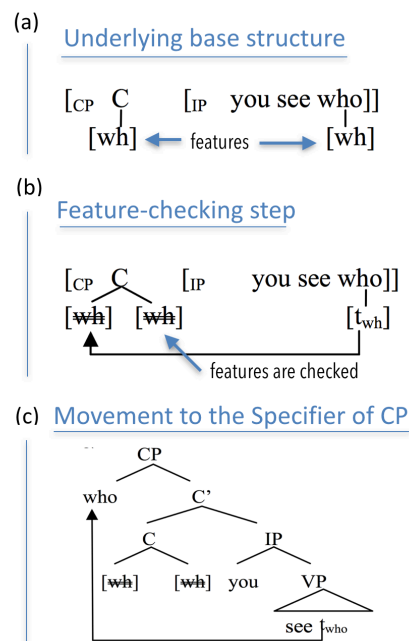 (a) Underlying base structure
[CP C [IP you see who]]
[wh] features [wh]
(b) Feature-checking step
[CP C [IP you see who]]
[wh] [wh] [twh]
features are checked
(c) Movement to the Specifier of CP
CP
who C'
C IP
[wh] [wh] you VP
see twho